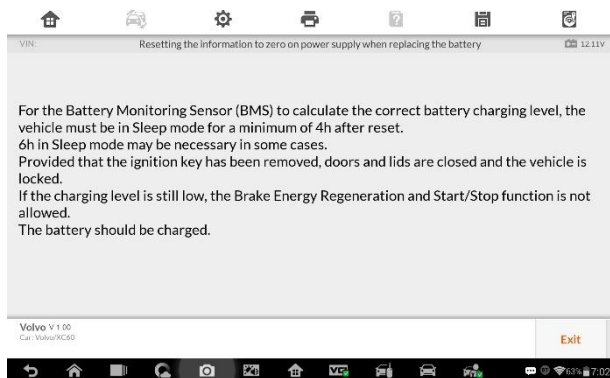 VIN:
Resetting the information to zero on power supply when replacing the battery
12.11V
For the Battery Monitoring Sensor (BMS) to calculate the correct battery charging level, the
vehicle must be in Sleep mode for a minimum of 4h after reset.
6h in Sleep mode may be necessary in some cases.
Provided that the ignition key has been removed, doors and lids are closed and the vehicle is
locked.
If the charging level is still low, the Brake Energy Regeneration and Start/Stop function is not
allowed.
The battery should be charged.
Volvo V 1.00
Car: Volvo/XC60
Exit
63% 7:02